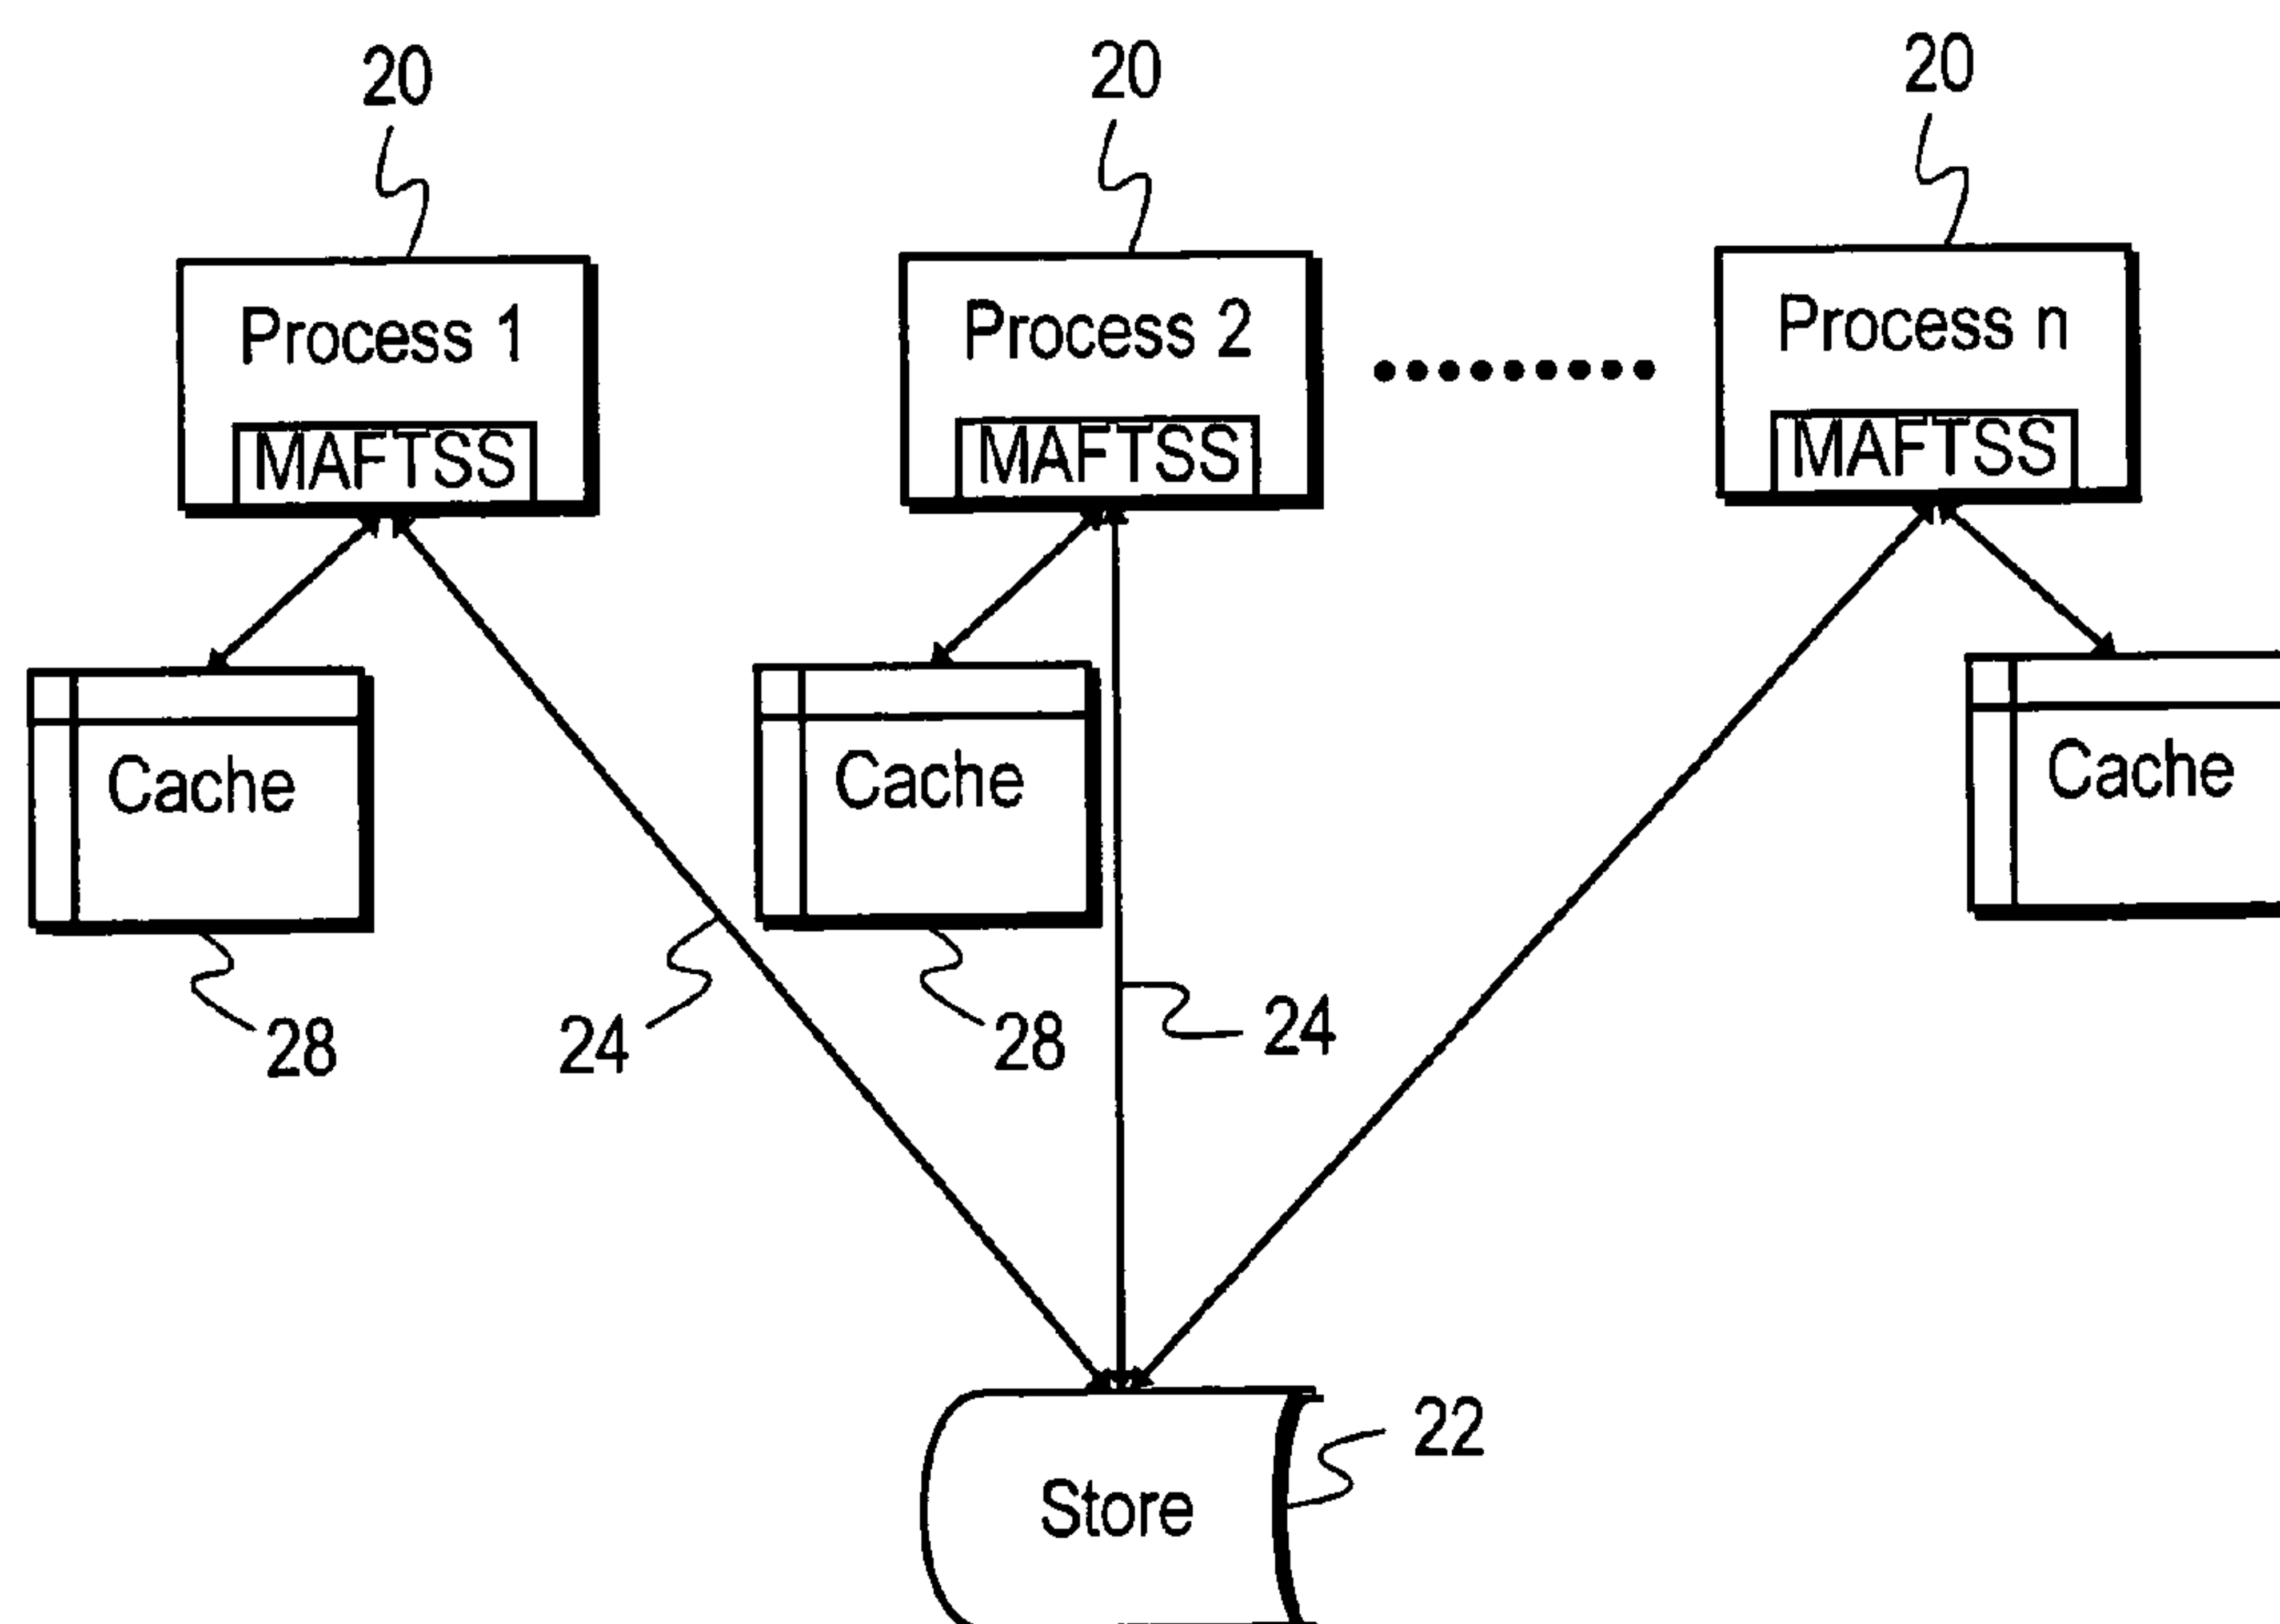 20
20
20
Process 1
Process 2
Process n
MAFTSS
MAFTSS
MAFTSS
Cache
Cache
Cache
28
24
28
24
22
Store